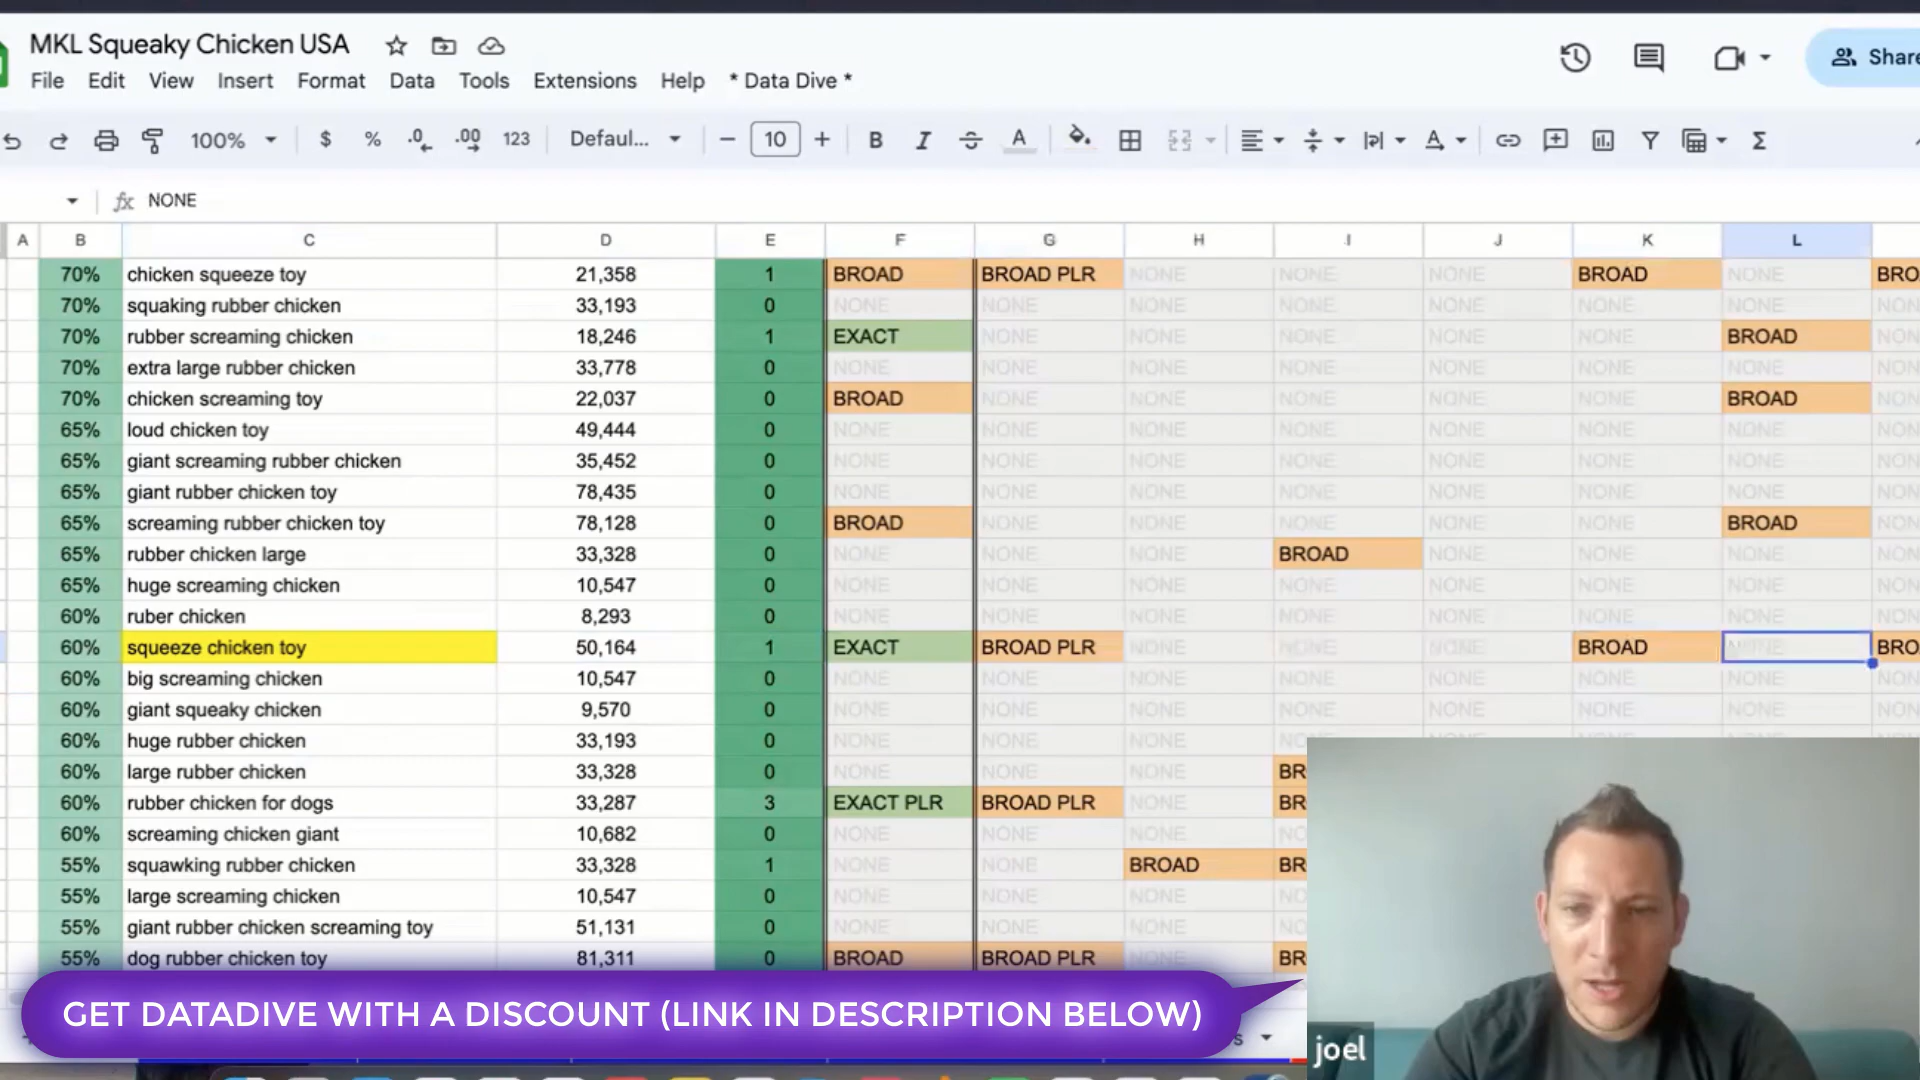 MKL Squeaky Chicken USA
File Edit View Insert Format Data Tools Extensions Help * Data Dive *
Share
100% $ % .0 .00 123 Defaul... 10 B I A
fx NONE
A B C D E F G H I J K L
70% chicken squeeze toy 21,358 1 BROAD BROAD PLR NONE NONE NONE BROAD NONE BRO
70% squaking rubber chicken 33,193 0 NONE NONE NONE NONE NONE NONE NONE NON
70% rubber screaming chicken 18,246 1 EXACT NONE NONE NONE NONE NONE BROAD NON
70% extra large rubber chicken 33,778 0 NONE NONE NONE NONE NONE NONE NONE NON
70% chicken screaming toy 22,037 0 BROAD NONE NONE NONE NONE NONE BROAD NON
65% loud chicken toy 49,444 0 NONE NONE NONE NONE NONE NONE NONE NON
65% giant screaming rubber chicken 35,452 0 NONE NONE NONE NONE NONE NONE NONE NON
65% giant rubber chicken toy 78,435 0 NONE NONE NONE NONE NONE NONE NONE NON
65% screaming rubber chicken toy 78,128 0 BROAD NONE NONE NONE NONE NONE BROAD NON
65% rubber chicken large 33,328 0 NONE NONE NONE BROAD NONE NONE NONE NON
65% huge screaming chicken 10,547 0 NONE NONE NONE NONE NONE NONE NONE NON
60% ruber chicken 8,293 0 NONE NONE NONE NONE NONE NONE NONE NON
60% squeeze chicken toy 50,164 1 EXACT BROAD PLR NONE NONE NONE BROAD NONE BRO
60% big screaming chicken 10,547 0 NONE NONE NONE NONE NONE NONE NONE NON
60% giant squeaky chicken 9,570 0 NONE NONE NONE NONE NONE NONE NONE NON
60% huge rubber chicken 33,193 0 NONE NONE NONE
60% large rubber chicken 33,328 0 NONE NONE NONE BR
60% rubber chicken for dogs 33,287 3 EXACT PLR BROAD PLR NONE BR
60% screaming chicken giant 10,682 0 NONE NONE NONE NO
55% squawking rubber chicken 33,328 1 NONE NONE BROAD BR
55% large screaming chicken 10,547 0 NONE NONE NONE NO
55% giant rubber chicken screaming toy 51,131 0 NONE NONE NONE NO
55% dog rubber chicken toy 81,311 0 BROAD BROAD PLR NONE BR
GET DATADIVE WITH A DISCOUNT (LINK IN DESCRIPTION BELOW)
joel